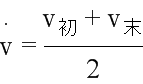 v̇ = (v初 + v末) / 2